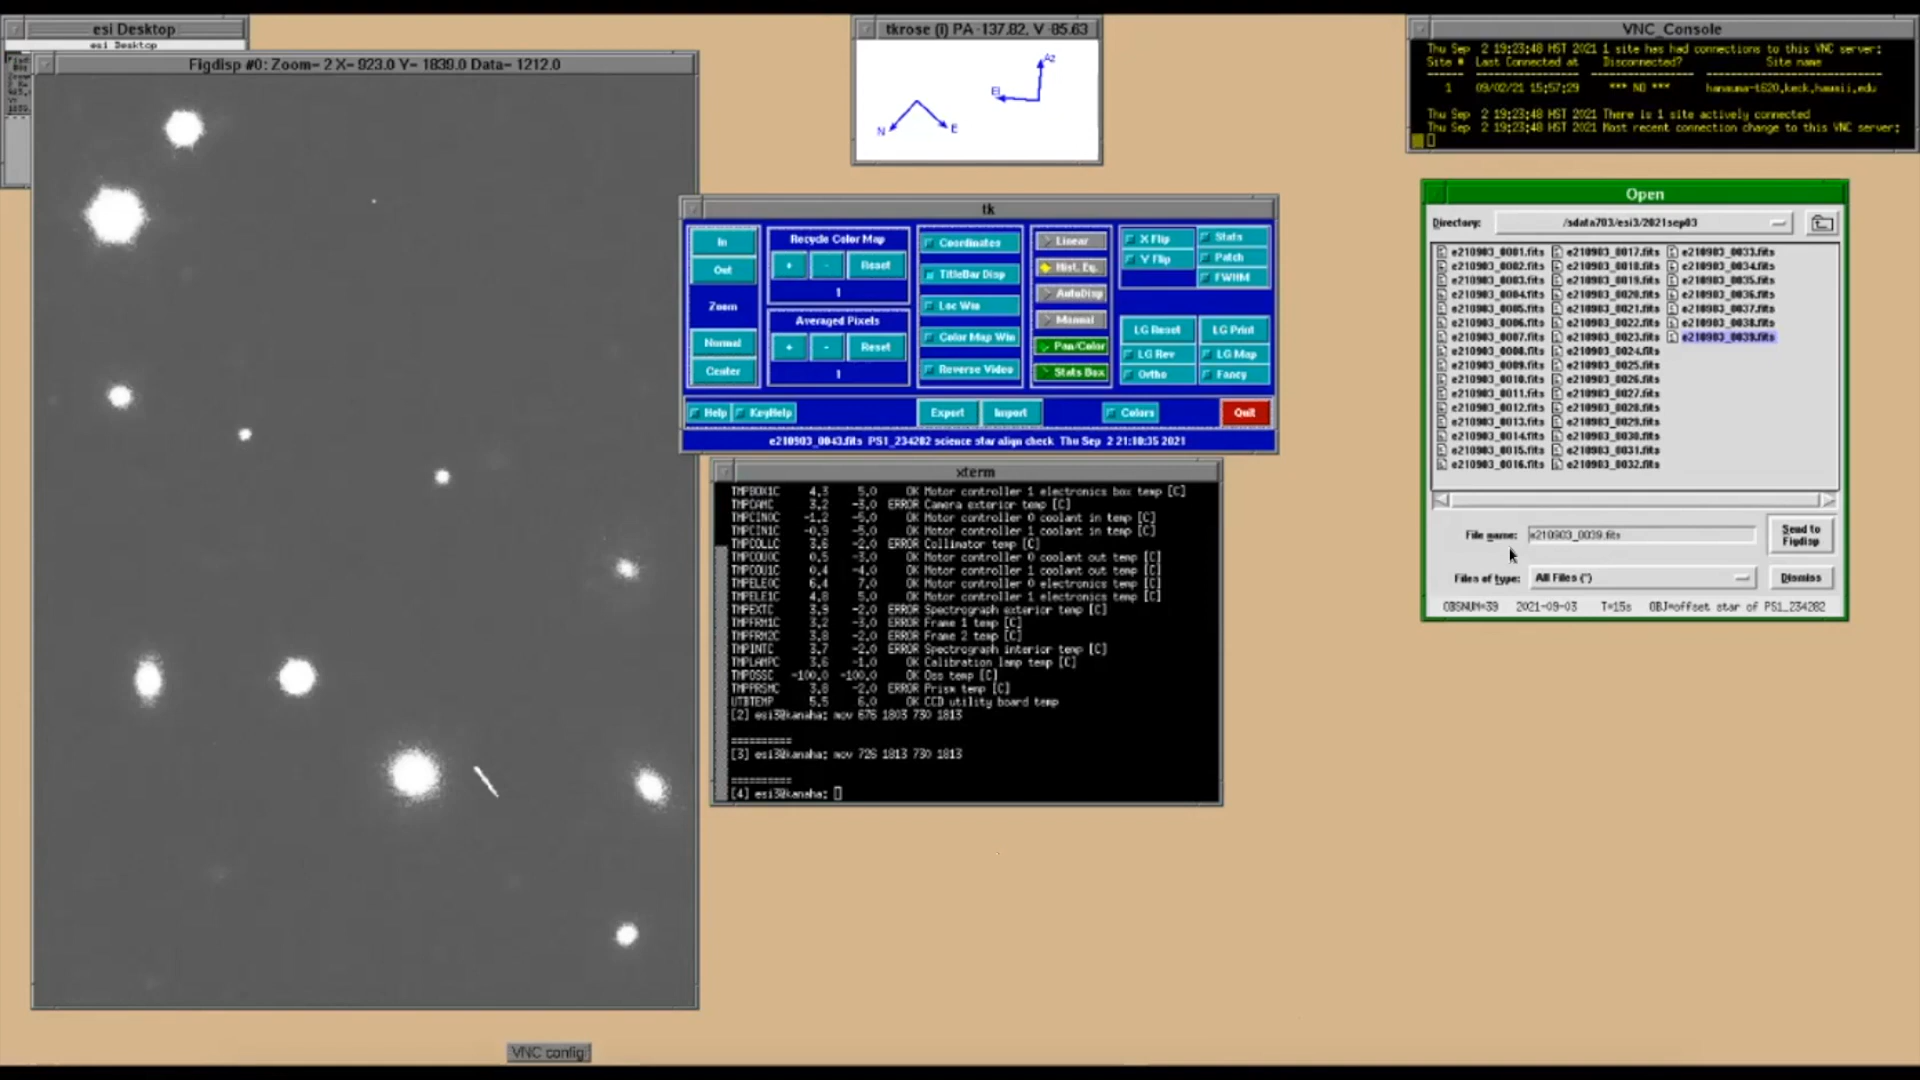 esi Desktop
esi Desktop
Figdisp #0: Zoom- 2 X- 923.0 Y- 1839.0 Data- 1212.0
tkrose (i) PA -137.82, V -85.63
Az
El
N
E
VNC_Console
Thu Sep 2 19:23:48 HST 2021 1 site has had connections to this VNC server:
Site # Last Connected at Disconnected? Site name
1 09/02/21 15:57:29 *** NO *** hanauma-t620.keck.hawaii.edu
Thu Sep 2 19:23:48 HST 2021 There is 1 site actively connected
Thu Sep 2 19:23:48 HST 2021 Most recent connection change to this VNC server:
tk
In
Out
Zoom
Normal
Center
Recycle Color Map
+ - Reset
1
Averaged Pixels
+ - Reset
1
Coordinates
TitleBar Disp
Loc Win
Color Map Win
Reverse Video
Linear
Hist. Eq.
AutoDisp
Manual
Pan/Color
Stats Box
X Flip
Y Flip
Stats
Patch
FWHM
LG Reset LG Print
LG Rev LG Map
Ortho Fancy
Help KeyHelp Export Import Colors Quit
e210903_0043.fits PS1_234282 science star align check Thu Sep 2 21:10:35 2021
xterm
TMPBOX1C 4.3 5.0 OK Motor controller 1 electronics box temp [C]
TMPCAMC 3.2 -3.0 ERROR Camera exterior temp [C]
TMPCIN0C -1.2 -5.0 OK Motor controller 0 coolant in temp [C]
TMPCIN1C -0.9 -5.0 OK Motor controller 1 coolant in temp [C]
TMPCOLLC 3.6 -2.0 ERROR Collimator temp [C]
TMPCOU0C 0.5 -3.0 OK Motor controller 0 coolant out temp [C]
TMPCOU1C 0.4 -4.0 OK Motor controller 1 coolant out temp [C]
TMPELE0C 6.4 7.0 OK Motor controller 0 electronics temp [C]
TMPELE1C 4.8 5.0 OK Motor controller 1 electronics temp [C]
TMPEXTC 3.9 -2.0 ERROR Spectrograph exterior temp [C]
TMPFRM1C 3.2 -3.0 ERROR Frame 1 temp [C]
TMPFRM2C 3.8 -2.0 ERROR Frame 2 temp [C]
TMPINTC 3.7 -2.0 ERROR Spectrograph interior temp [C]
TMPLAMPC 3.6 -1.0 OK Calibration lamp temp [C]
TMPOSSC -100.0 -100.0 OK Oss temp [C]
TMPPRSMC 3.8 -2.0 ERROR Prism temp [C]
UTBTEMP 5.5 6.0 OK CCD utility board temp
[2] esi3@kanaha: mov 676 1803 730 1813
==========
[3] esi3@kanaha: mov 726 1813 730 1813
==========
[4] esi3@kanaha:
Open
Directory: /sdata703/esi3/2021sep03
e210903_0001.fits e210903_0017.fits e210903_0033.fits
e210903_0002.fits e210903_0018.fits e210903_0034.fits
e210903_0003.fits e210903_0019.fits e210903_0035.fits
e210903_0004.fits e210903_0020.fits e210903_0036.fits
e210903_0005.fits e210903_0021.fits e210903_0037.fits
e210903_0006.fits e210903_0022.fits e210903_0038.fits
e210903_0007.fits e210903_0023.fits e210903_0039.fits
e210903_0008.fits e210903_0024.fits
e210903_0009.fits e210903_0025.fits
e210903_0010.fits e210903_0026.fits
e210903_0011.fits e210903_0027.fits
e210903_0012.fits e210903_0028.fits
e210903_0013.fits e210903_0029.fits
e210903_0014.fits e210903_0030.fits
e210903_0015.fits e210903_0031.fits
e210903_0016.fits e210903_0032.fits
File name: e210903_0039.fits
Send to Figdisp
Files of type: All Files (*)
Dismiss
OBSNUM=39 2021-09-03 T=15s OBJ=offset star of PS1_234282
VNC config